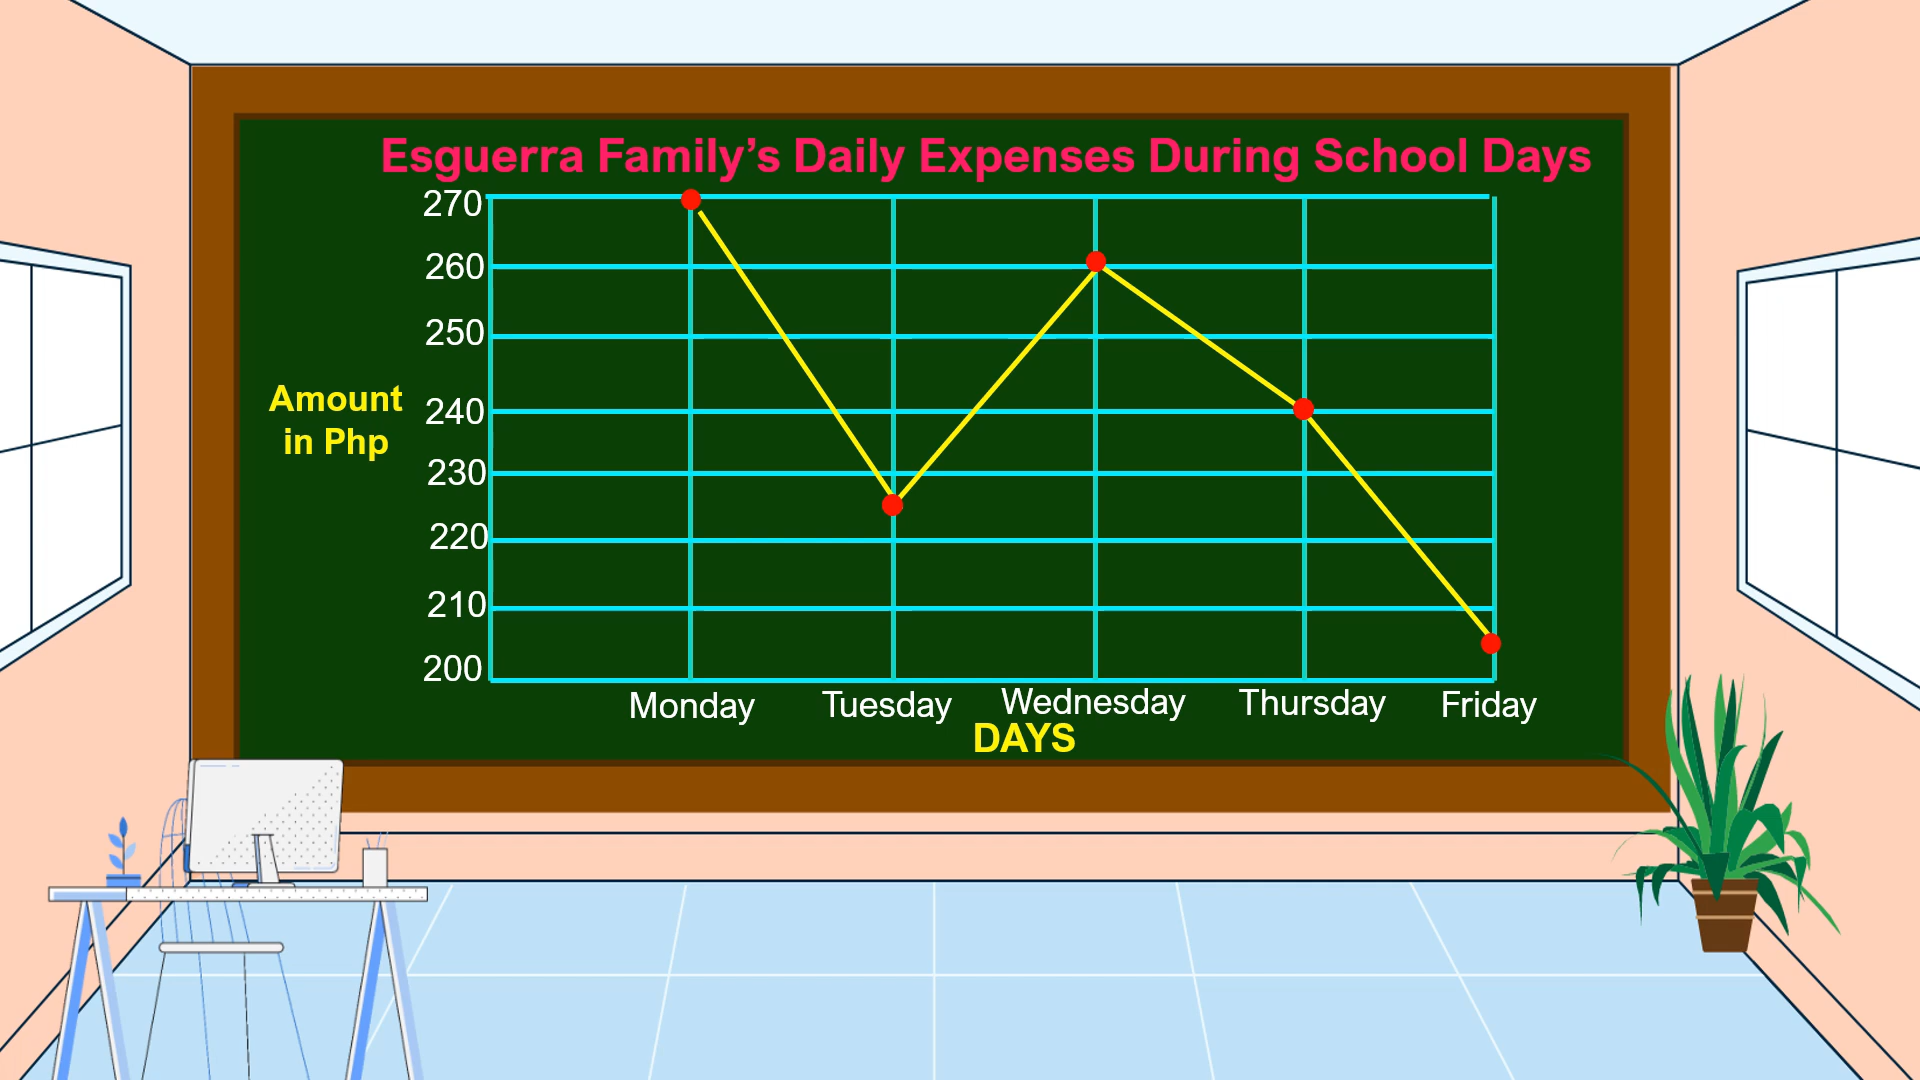 Esguerra Family’s Daily Expenses During School Days
270
260
250
240
230
220
210
200
Amount
in Php
Monday Tuesday Wednesday Thursday Friday
DAYS